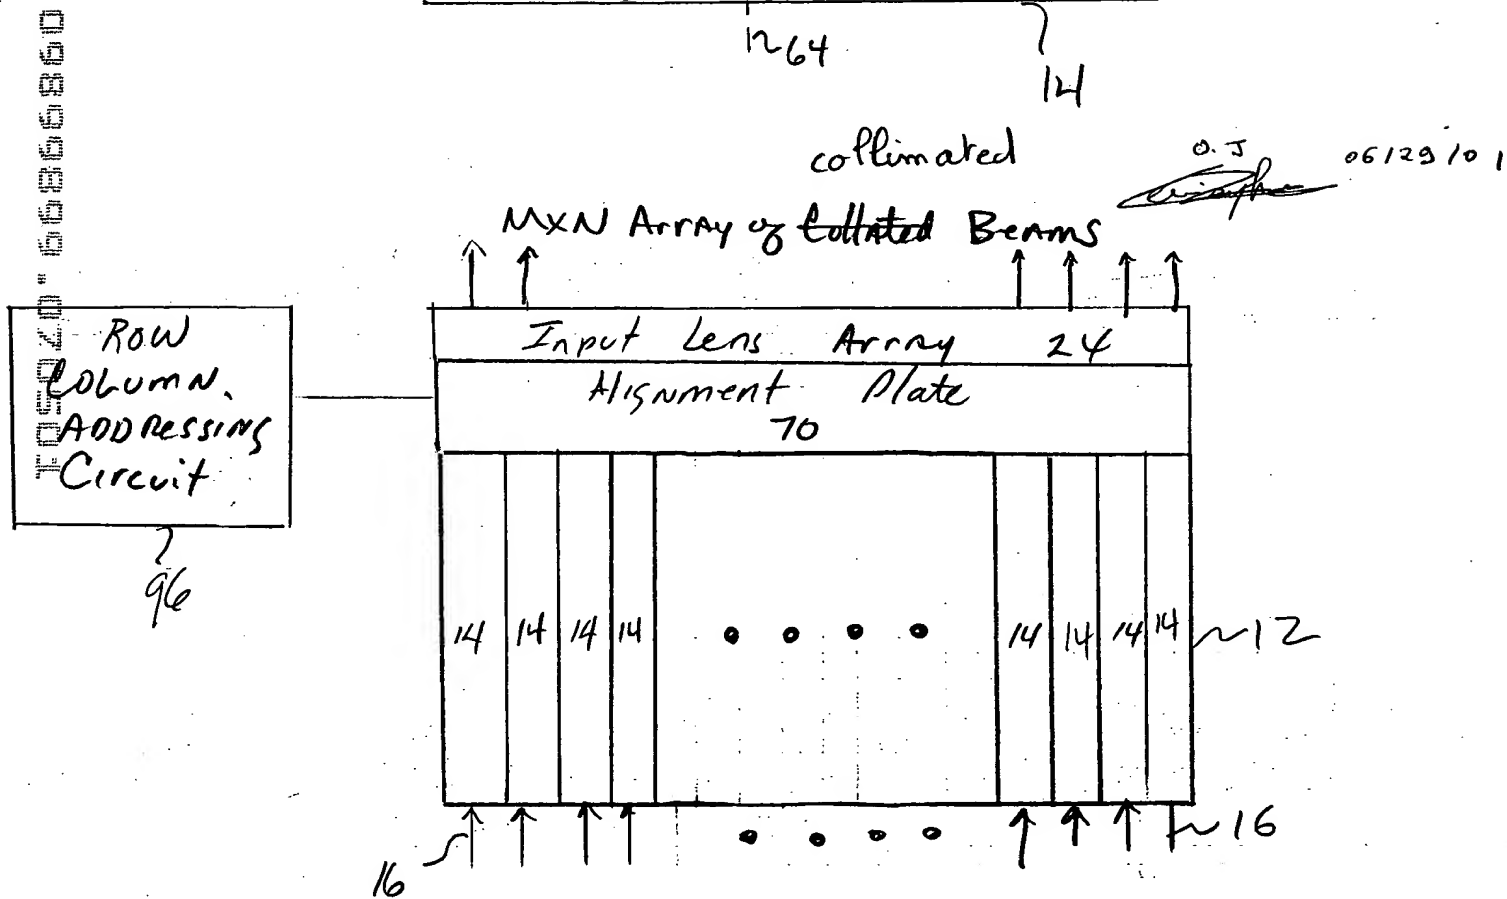 64
14
collimated
O. J 06/29/01
MXN Array of Collated Beams
Input Lens Array 24
Alignment Plate
70
ROW
COLUMN.
ADDRESSING
Circuit
96
14 14 14 14 • • • • 14 14 14 14 12
• • • • 16
16